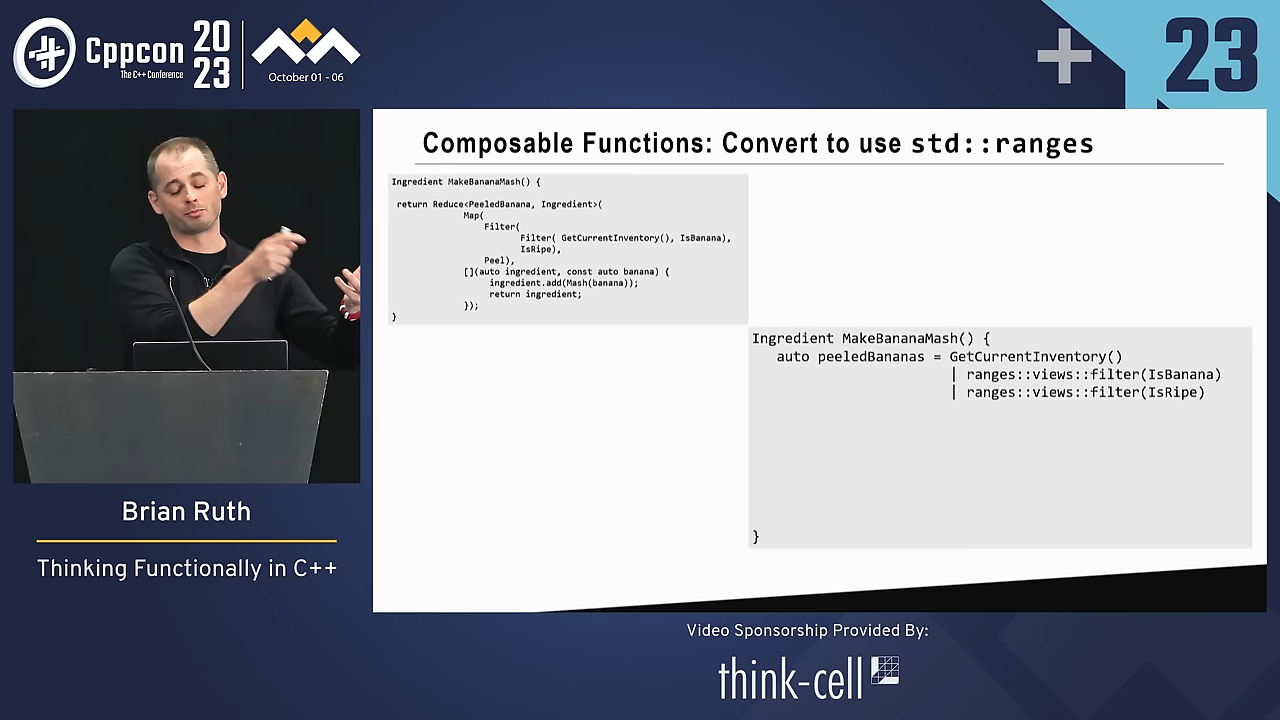 Cppcon
The C++ Conference
20
23
October 01 - 06
23
Composable Functions: Convert to use std::ranges
Ingredient MakeBananaMash() {
return Reduce<PeeledBanana, Ingredient>(
Map(
Filter(
Filter( GetCurrentInventory(), IsBanana),
IsRipe),
Peel),
[](auto ingredient, const auto banana) {
ingredient.add(Mash(banana));
return ingredient;
});
}
Ingredient MakeBananaMash() {
auto peeledBananas = GetCurrentInventory()
| ranges::views::filter(IsBanana)
| ranges::views::filter(IsRipe)
}
Brian Ruth
Thinking Functionally in C++
Video Sponsorship Provided By:
think-cell